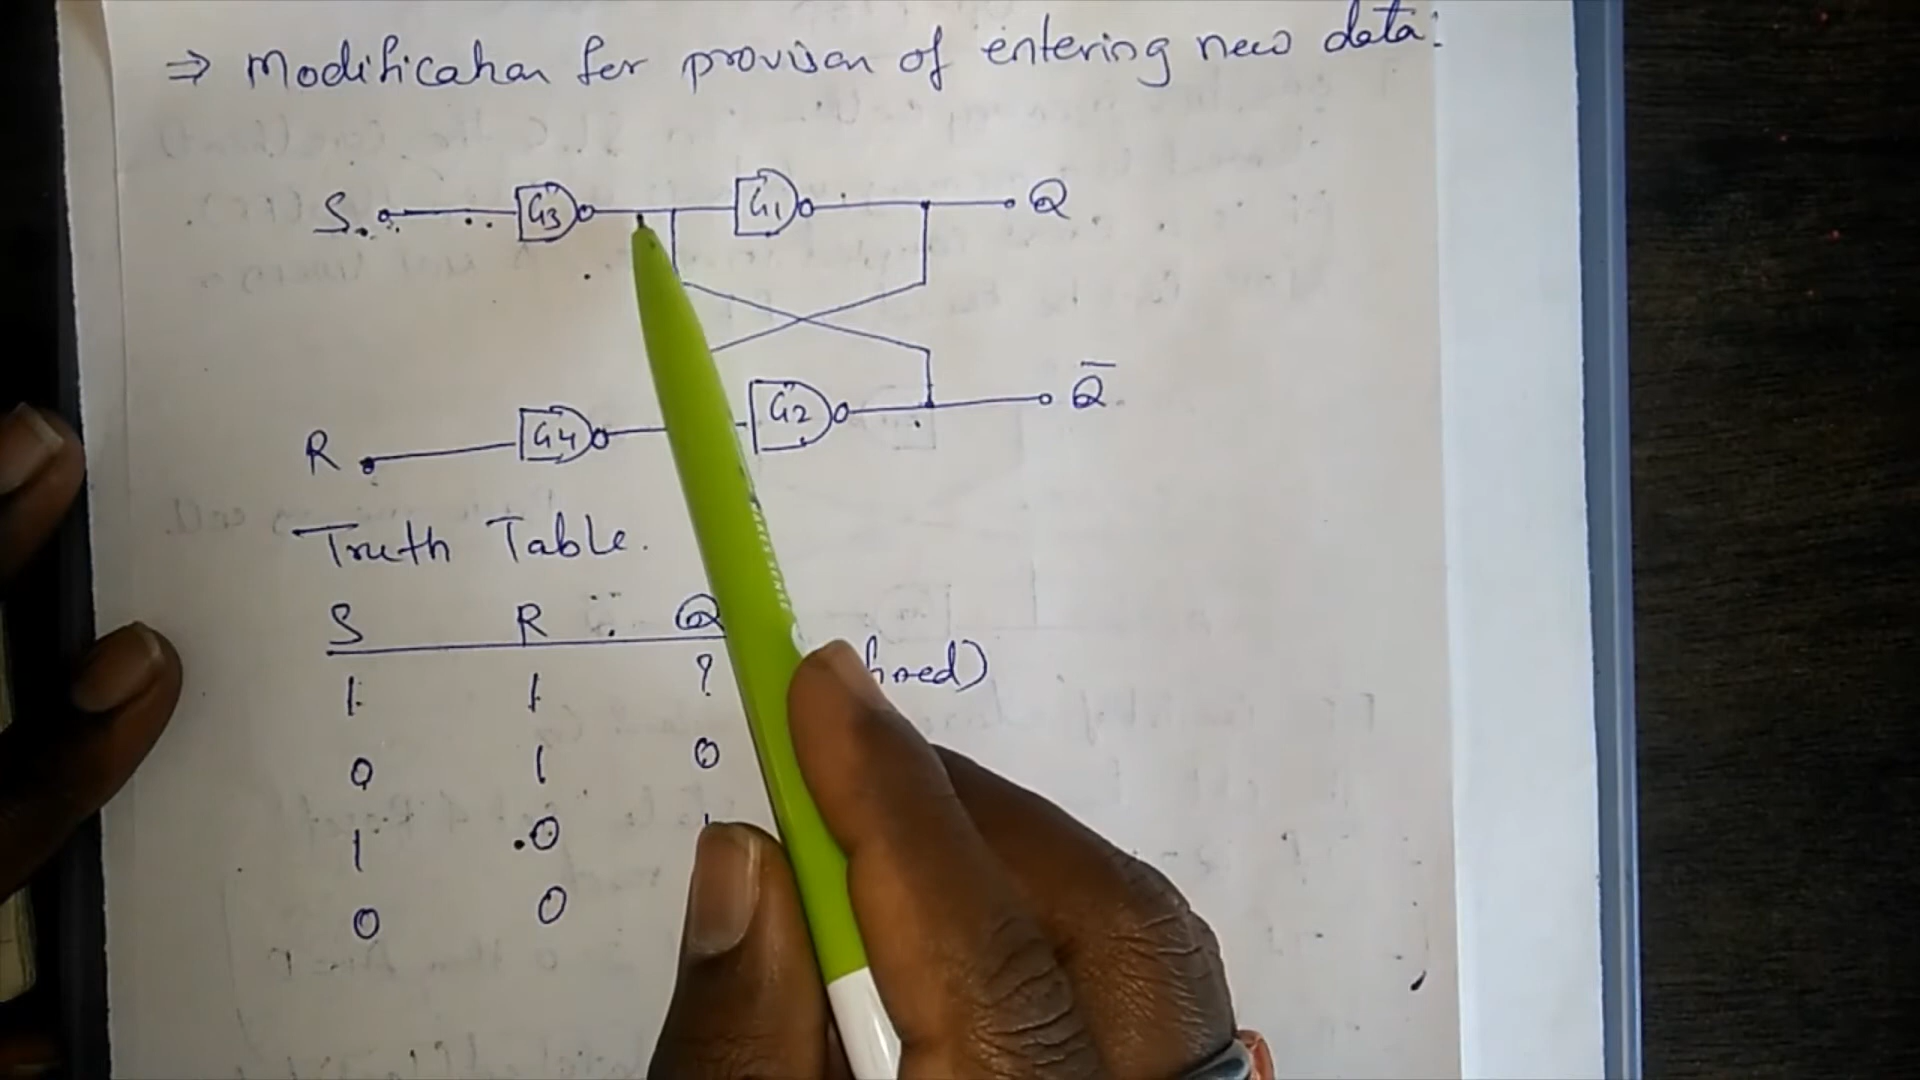 ⇒ Modification for provision of entering new data:
S G3 G1 Q
R G4 G2 Q̅
Truth Table.
S R Q
1 1 ?
0 1 0
1 0
0 0